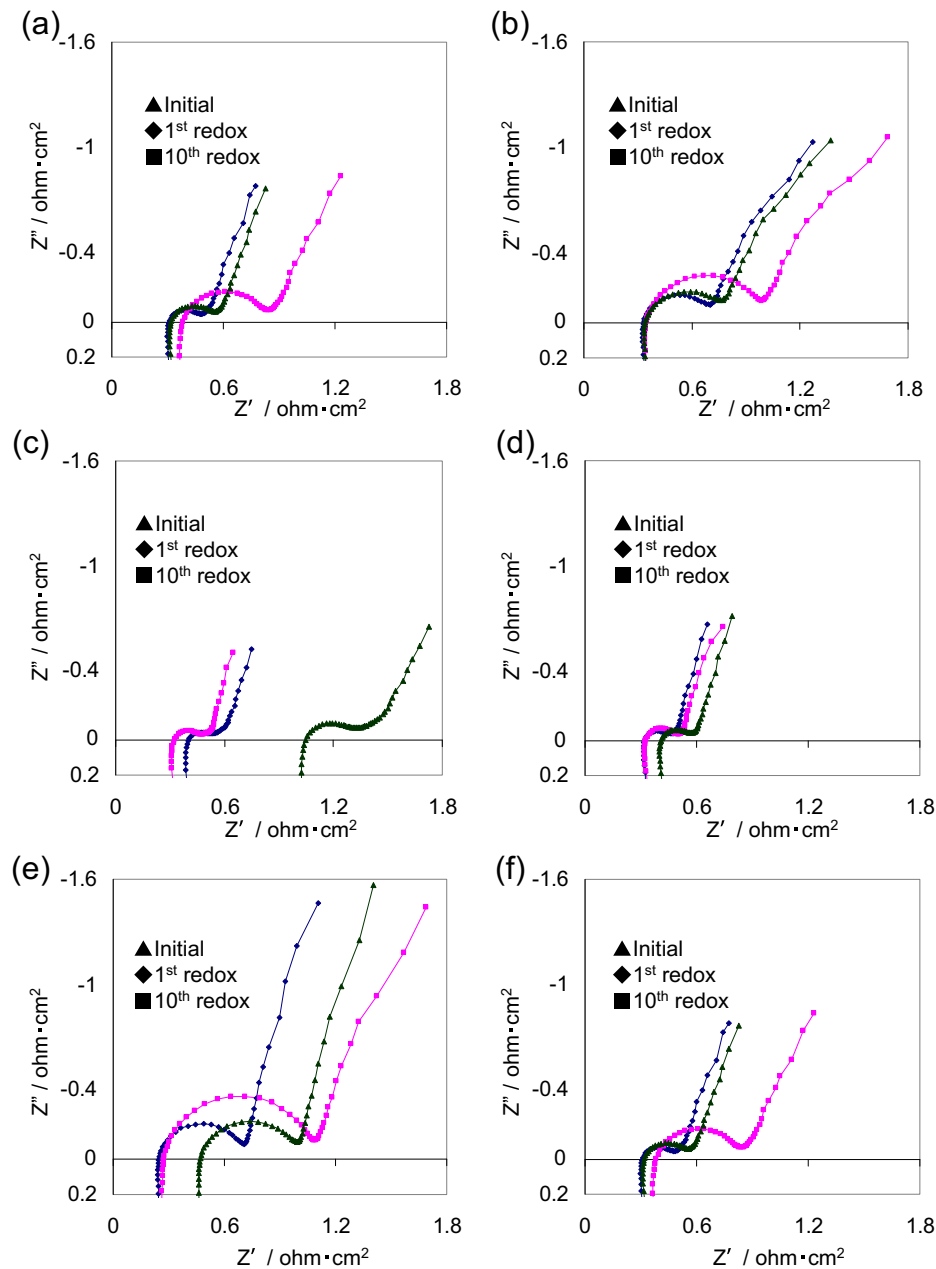 (a)
-1.6
-1
-0.4
0
0.2
Z″ / ohm・cm²
▲Initial
◆1st redox
■10th redox
0 0.6 1.2 1.8
Z′ / ohm・cm²
(b)
-1.6
-1
-0.4
0
0.2
Z″ / ohm・cm²
▲Initial
◆1st redox
■10th redox
0 0.6 1.2 1.8
Z′ / ohm・cm²
(c)
-1.6
-1
-0.4
0
0.2
Z″ / ohm・cm²
▲Initial
◆1st redox
■10th redox
0 0.6 1.2 1.8
Z′ / ohm・cm²
(d)
-1.6
-1
-0.4
0
0.2
Z″ / ohm・cm²
▲Initial
◆1st redox
■10th redox
0 0.6 1.2 1.8
Z′ / ohm・cm²
(e)
-1.6
-1
-0.4
0
0.2
Z″ / ohm・cm²
▲Initial
◆1st redox
■10th redox
0 0.6 1.2 1.8
Z′ / ohm・cm²
(f)
-1.6
-1
-0.4
0
0.2
Z″ / ohm・cm²
▲Initial
◆1st redox
■10th redox
0 0.6 1.2 1.8
Z′ / ohm・cm²